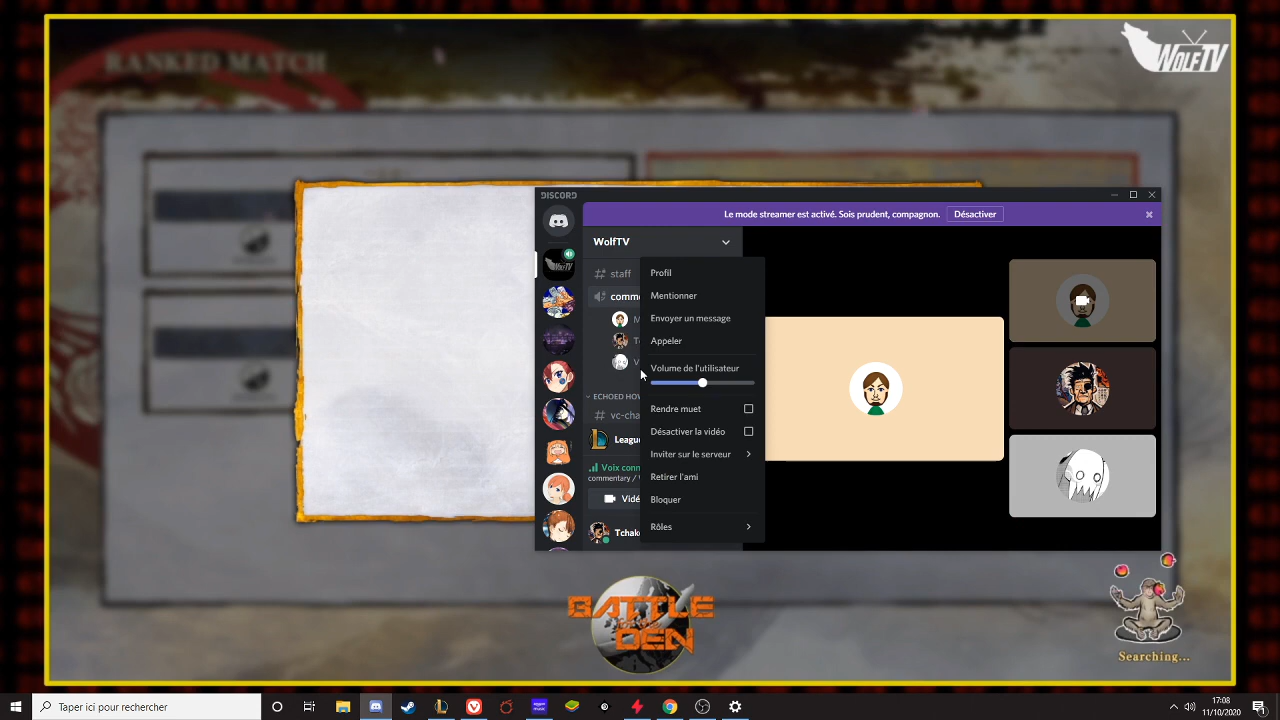 RANKED MATCH
WOLFTV
DISCORD
Le mode streamer est activé. Sois prudent, compagnon.
Désactiver
WolfTV
staff
comme
Profil
Mentionner
Envoyer un message
Appeler
Volume de l'utilisateur
Rendre muet
Désactiver la vidéo
Inviter sur le serveur
Retirer l'ami
Bloquer
Rôles
ECHOED HOW
vc-cha
Leagu
Voix conn
commentary /
Vidé
Tchak
BATTLE
DEN
Searching...
Taper ici pour rechercher
17:08
11/10/2020